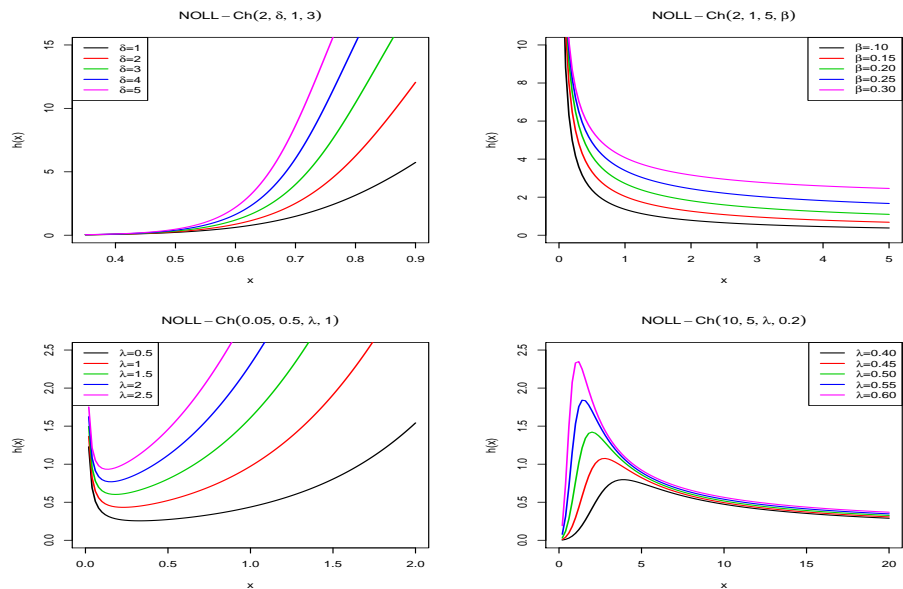 NOLL−Ch(2, δ, 1, 3)
δ=1
δ=2
δ=3
δ=4
δ=5
h(x)
0
5
10
15
0.4 0.5 0.6 0.7 0.8 0.9
x
NOLL−Ch(2, 1, 5, β)
β=.10
β=0.15
β=0.20
β=0.25
β=0.30
h(x)
0
2
4
6
8
10
0 1 2 3 4 5
x
NOLL−Ch(0.05, 0.5, λ, 1)
λ=0.5
λ=1
λ=1.5
λ=2
λ=2.5
h(x)
0.0
0.5
1.0
1.5
2.0
2.5
0.0 0.5 1.0 1.5 2.0
x
NOLL−Ch(10, 5, λ, 0.2)
λ=0.40
λ=0.45
λ=0.50
λ=0.55
λ=0.60
h(x)
0.0
0.5
1.0
1.5
2.0
2.5
0 5 10 15 20
x